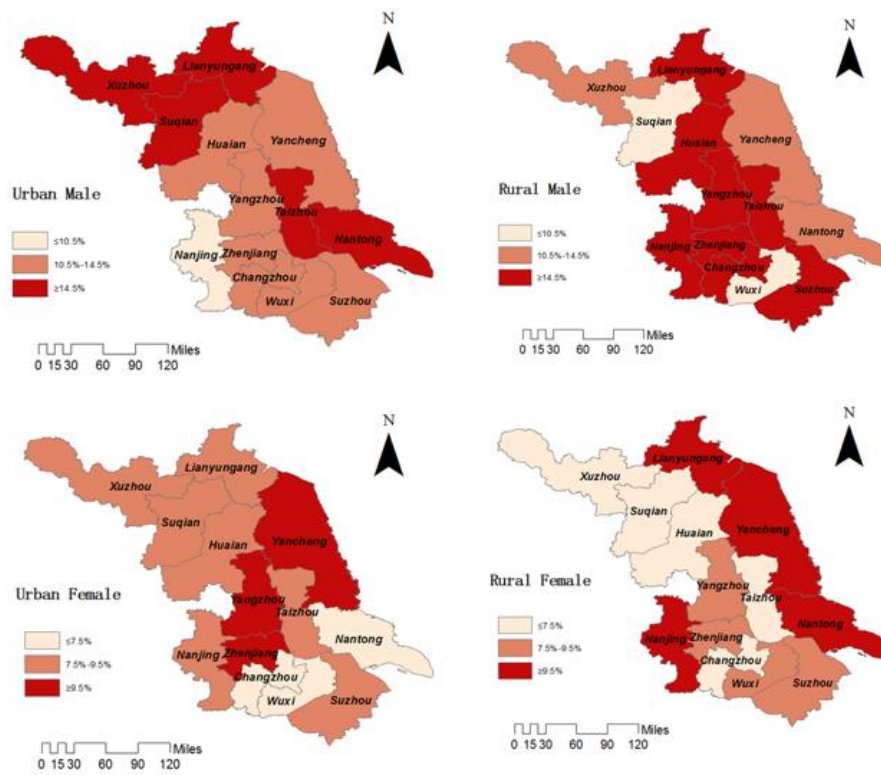 N
Xuzhou
Lianyungang
Suqian
Huaian
Yancheng
Yangzhou
Taizhou
Nantong
Nanjing
Zhenjiang
Changzhou
Wuxi
Suzhou
Urban Male
≤10.5%
10.5%-14.5%
≥14.5%
Miles
0 15 30 60 90 120
N
Lianyungang
Xuzhou
Suqian
Huaian
Yancheng
Yangzhou
Taizhou
Nantong
Nanjing
Zhenjiang
Changzhou
Wuxi
Suzhou
Rural Male
≤10.5%
10.5%-14.5%
≥14.5%
Miles
0 15 30 60 90 120
N
Lianyungang
Xuzhou
Suqian
Huaian
Yancheng
Yangzhou
Taizhou
Nantong
Nanjing
Zhenjiang
Changzhou
Wuxi
Suzhou
Urban Female
≤7.5%
7.5%-9.5%
≥9.5%
Miles
0 15 30 60 90 120
N
Lianyungang
Xuzhou
Suqian
Huaian
Yancheng
Yangzhou
Taizhou
Nantong
Nanjing
Zhenjiang
Changzhou
Wuxi
Suzhou
Rural Female
≤7.5%
7.5%-9.5%
≥9.5%
Miles
0 15 30 60 90 120